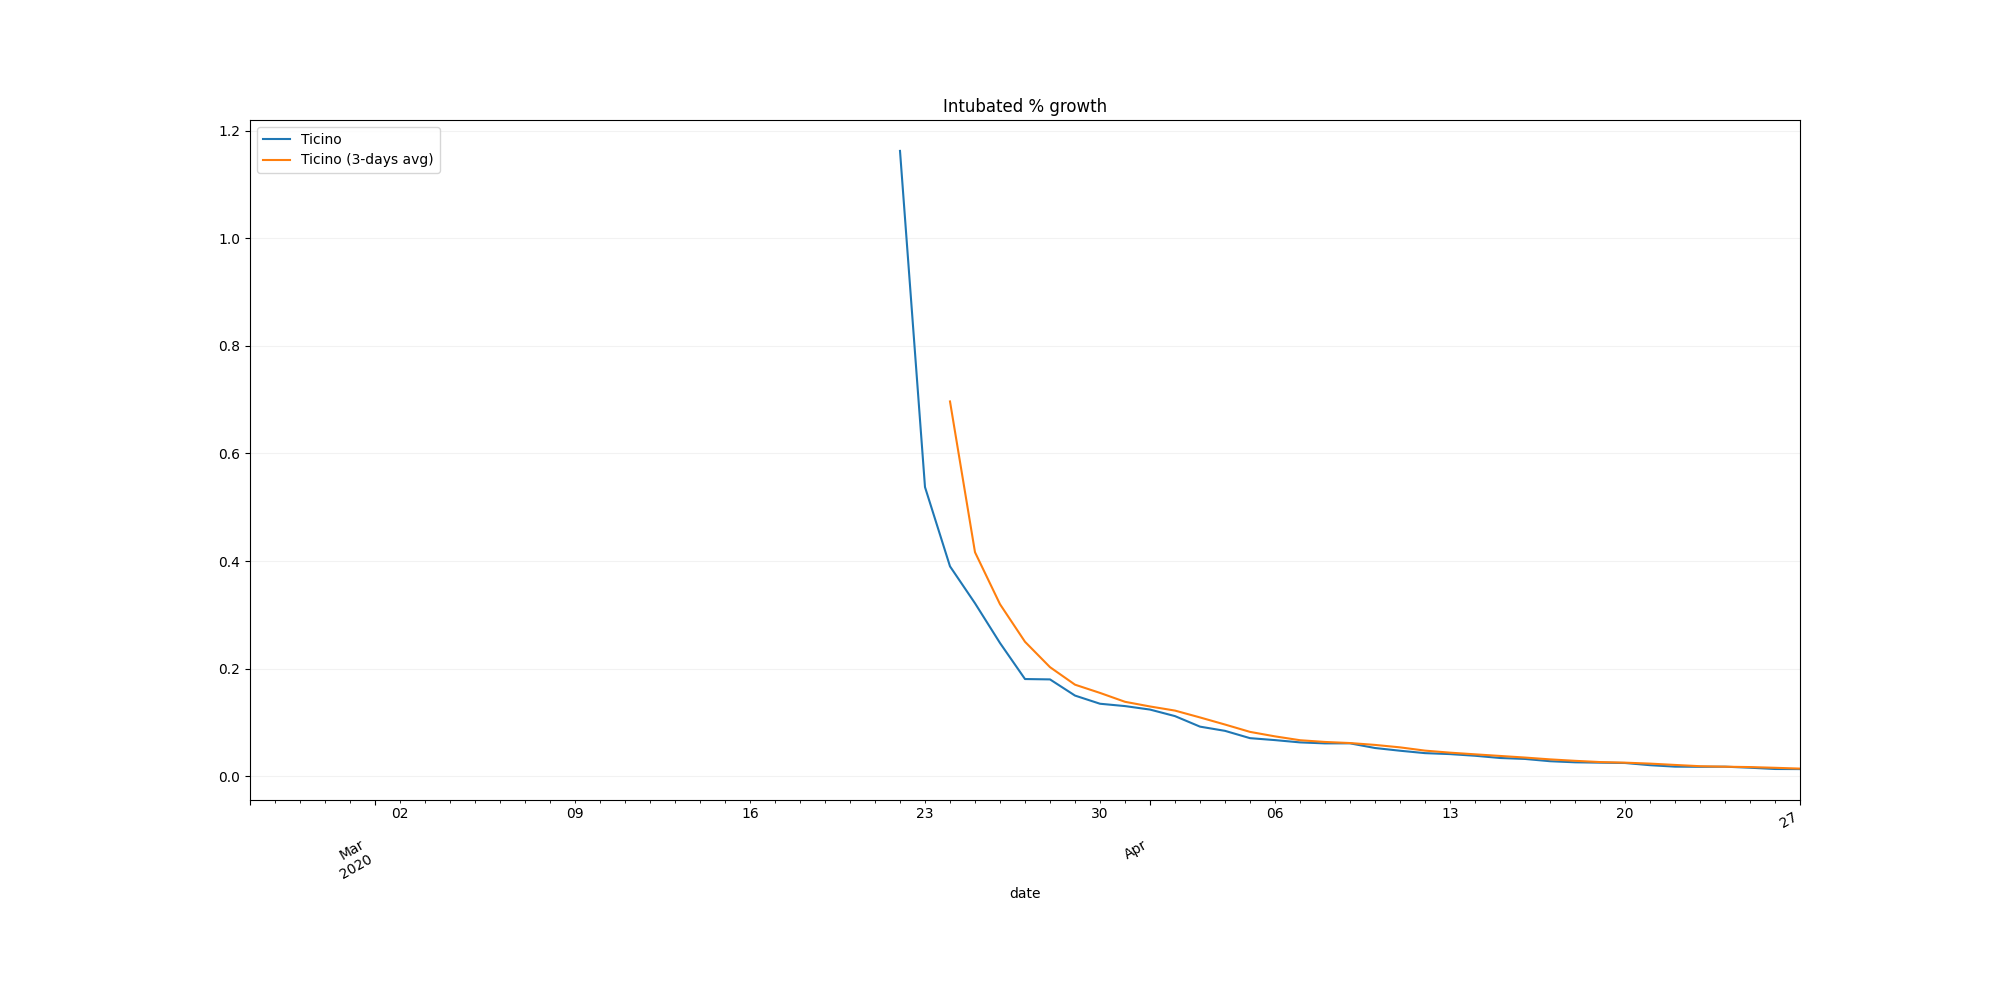 Intubated % growth
Ticino
Ticino (3-days avg)
1.2
1.0
0.8
0.6
0.4
0.2
0.0
02 09 16 23 30 06 13 20 27
Mar Apr
2020
date